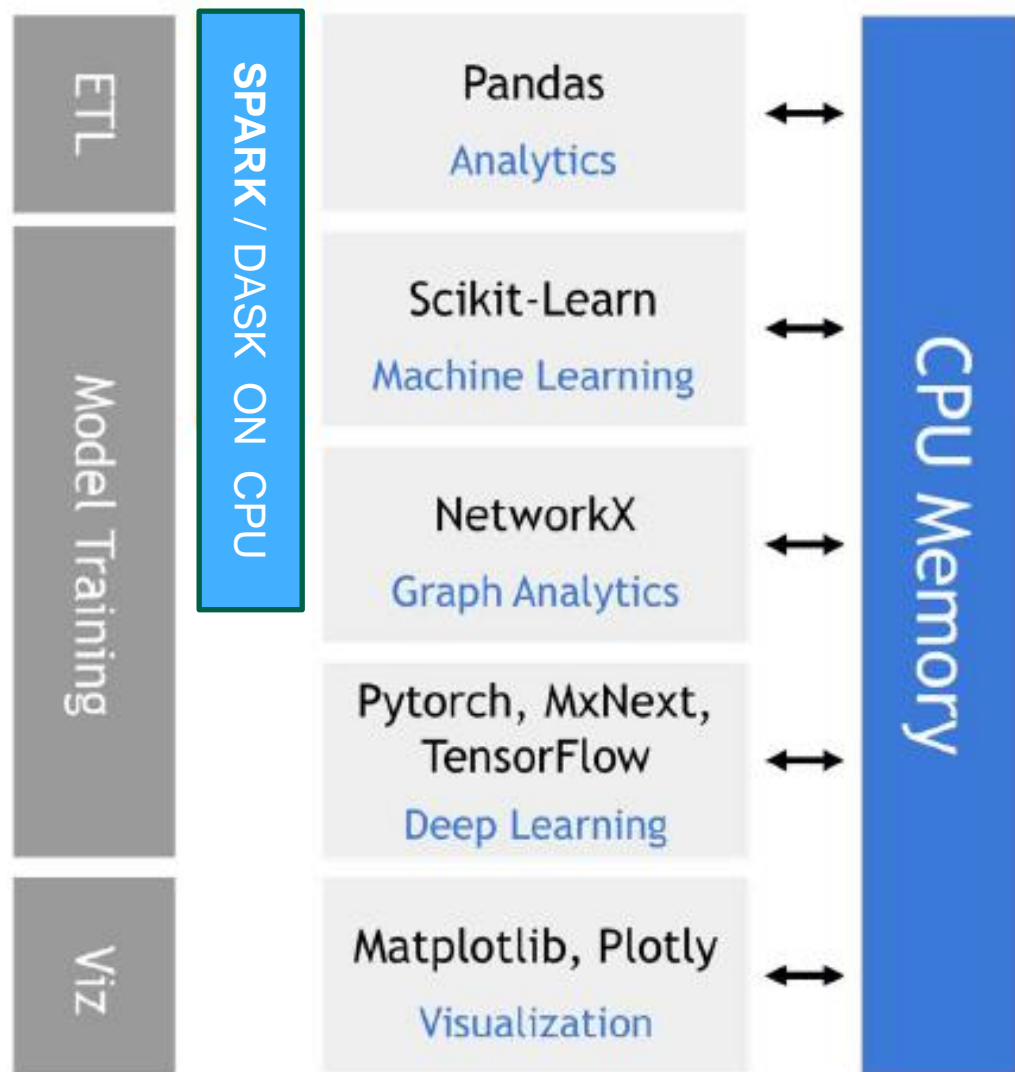 ETL
Model Training
Viz
SPARK / DASK ON CPU
Pandas
Analytics
Scikit-Learn
Machine Learning
NetworkX
Graph Analytics
Pytorch, MxNext,
TensorFlow
Deep Learning
Matplotlib, Plotly
Visualization
CPU Memory